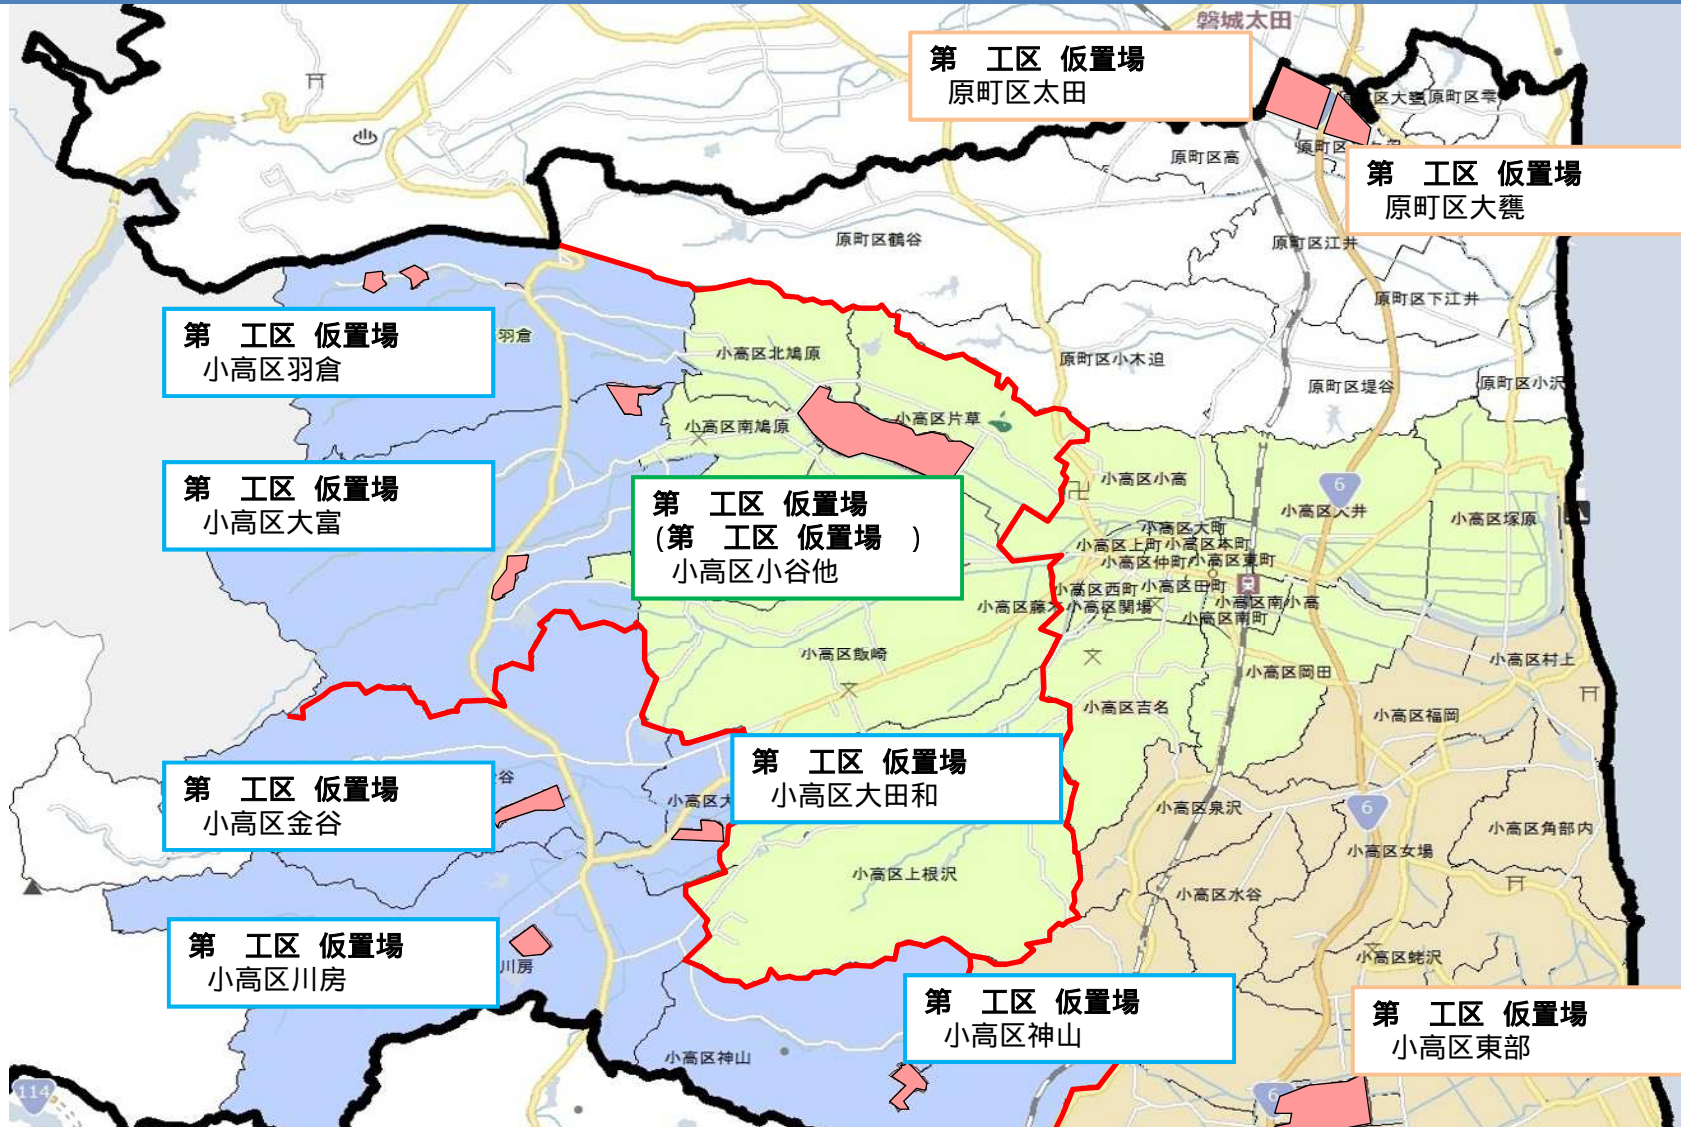 磐城太田
第　工区 仮置場
原町区太田
原町区雫
原町区高
第　工区 仮置場
原町区大甕
原町区鶴谷
原町区江井
原町区下江井
第　工区 仮置場
小高区羽倉
羽倉
小高区北鳩原
原町区小木迫
原町区堤谷
原町区小沢
小高区南鳩原
小高区片草
第　工区 仮置場
小高区大富
第　工区 仮置場
(第　工区 仮置場　)
小高区小谷他
小高区小高
6
小高区大井
小高区塚原
小高区大町
小高区上町
小高区本町
小高区仲町
小高区東町
小高区西町
小高区田町
小高区藤木
小高区関場
小高区南小高
小高区南町
小高区飯崎
小高区岡田
小高区村上
小高区吉名
小高区福岡
第　工区 仮置場
小高区大田和
第　工区 仮置場
小高区金谷
谷
小高区大
小高区泉沢
6
小高区角部内
小高区女場
小高区上根沢
小高区水谷
第　工区 仮置場
小高区川房
川房
小高区蛯沢
第　工区 仮置場
小高区神山
第　工区 仮置場
小高区東部
小高区神山
114
6